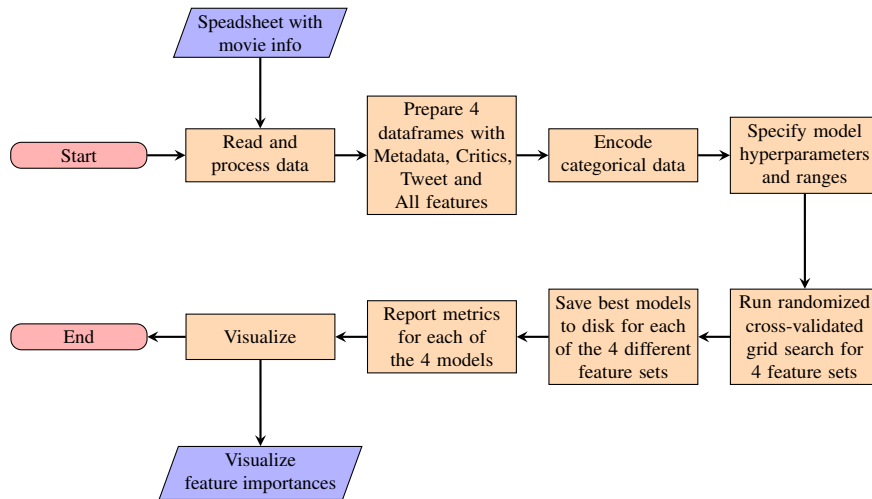 Speadsheet with
movie info
Start
Read and
process data
Prepare 4
dataframes with
Metadata, Critics,
Tweet and
All features
Encode
categorical data
Specify model
hyperparameters
and ranges
Run randomized
cross-validated
grid search for
4 feature sets
Save best models
to disk for each
of the 4 different
feature sets
Report metrics
for each of
the 4 models
Visualize
End
Visualize
feature importances